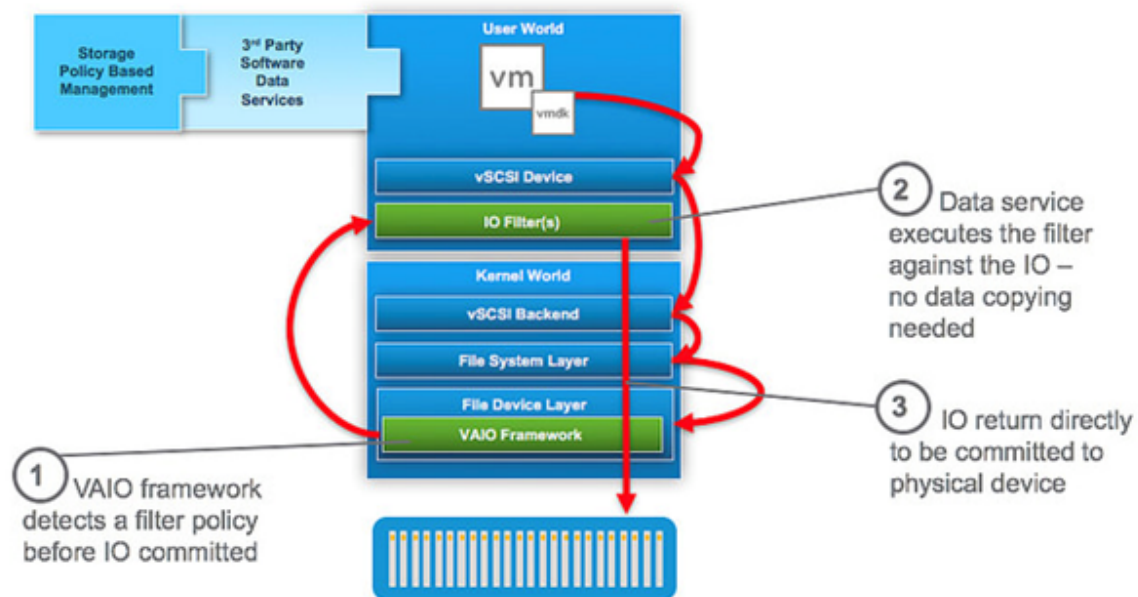 Storage
Policy Based
Management
3rd Party
Software
Data
Services
User World
vm
vmdk
vSCSI Device
IO Filter(s)
Kernel World
vSCSI Backend
File System Layer
File Device Layer
VAIO Framework
1 VAIO framework
detects a filter policy
before IO committed
2 Data service
executes the filter
against the IO –
no data copying
needed
3 IO return directly
to be committed to
physical device